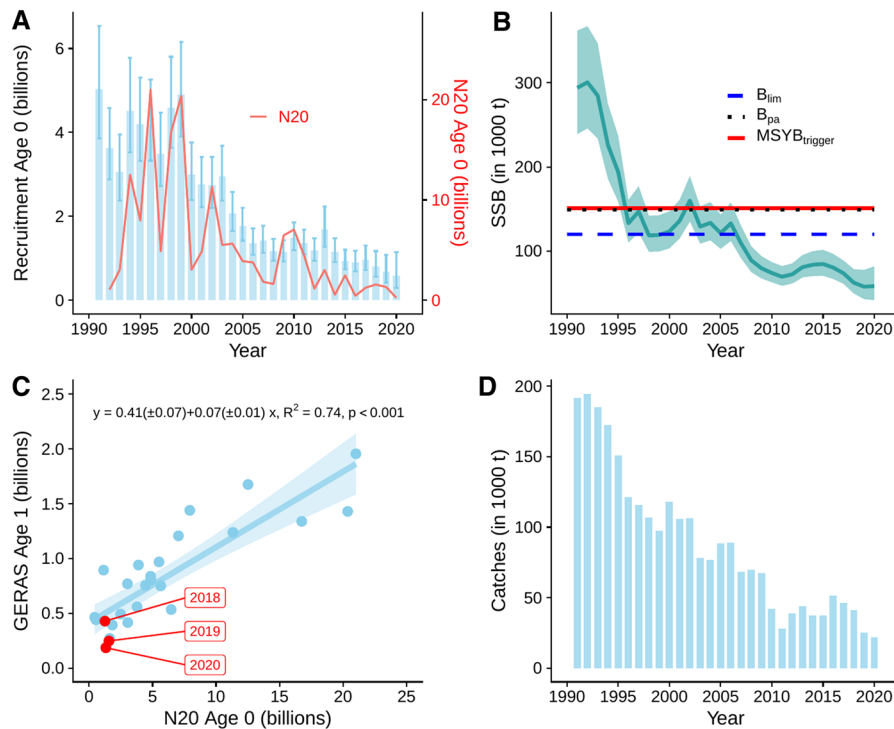 A
Recruitment Age 0 (billions)
6
4
2
0
N20
20
10
0
N20 Age 0 (billions)
1990 1995 2000 2005 2010 2015 2020
Year
B
SSB (in 1000 t)
300
200
100
B_lim
B_pa
MSYB_trigger
1990 1995 2000 2005 2010 2015 2020
Year
C
GERAS Age 1 (billions)
2.5
2.0
1.5
1.0
0.5
0.0
y = 0.41(±0.07)+0.07(±0.01) x, R² = 0.74, p < 0.001
2018
2019
2020
0 5 10 15 20 25
N20 Age 0 (billions)
D
Catches (in 1000 t)
200
150
100
50
0
1990 1995 2000 2005 2010 2015 2020
Year